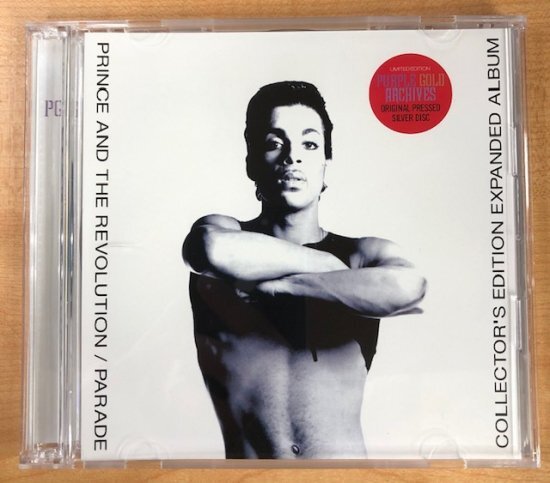 PRINCE AND THE REVOLUTION / PARADE
LIMITED EDITION
PURPLE GOLD
ARCHIVES
ORIGINAL PRESSED
SILVER DISC
COLLECTOR'S EDITION EXPANDED ALBUM